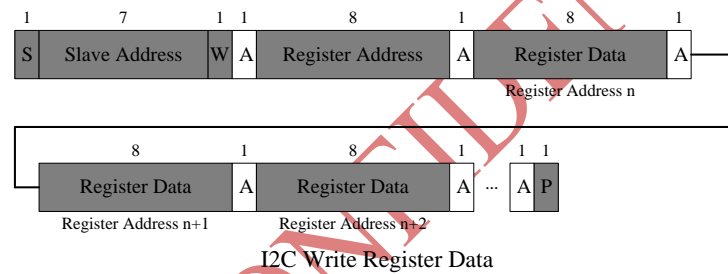 1 7 1 1 8 1 8 1
S Slave Address W A Register Address A Register Data A
Register Address n
8 1 8 1 1 1
Register Data A Register Data A ... A P
Register Address n+1 Register Address n+2
I2C Write Register Data